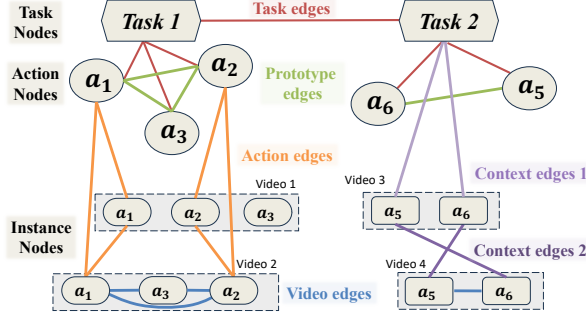 Task
Nodes
Task 1
Task edges
Task 2
Action
Nodes
a1
a2
a3
Prototype
edges
a6
a5
Action edges
Context edges 1
Video 1
a1
a2
a3
Video 3
a5
a6
Instance
Nodes
Context edges 2
Video 2
a1
a3
a2
Video edges
Video 4
a5
a6